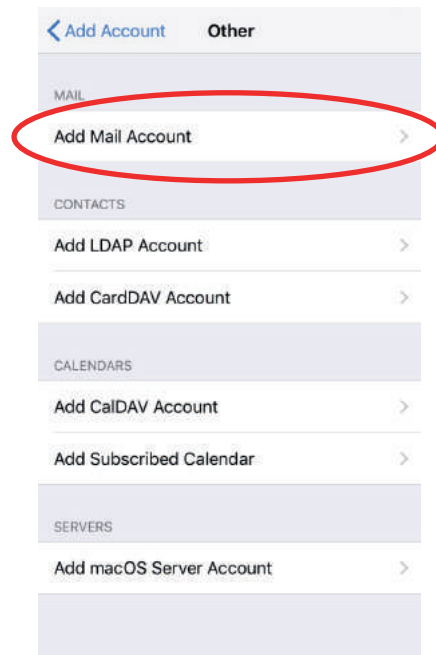 Add Account Other
MAIL
Add Mail Account
CONTACTS
Add LDAP Account
Add CardDAV Account
CALENDARS
Add CalDAV Account
Add Subscribed Calendar
SERVERS
Add macOS Server Account